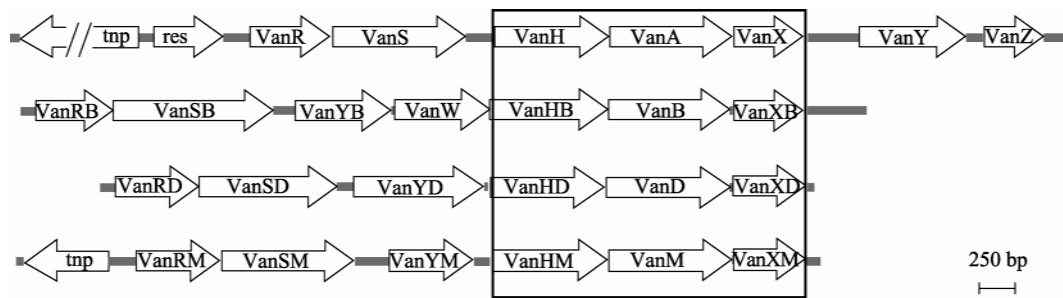 tnp res VanR VanS VanH VanA VanX VanY VanZ
VanRB VanSB VanYB VanW VanHB VanB VanXB
VanRD VanSD VanYD VanHD VanD VanXD
tnp VanRM VanSM VanYM VanHM VanM VanXM
250 bp